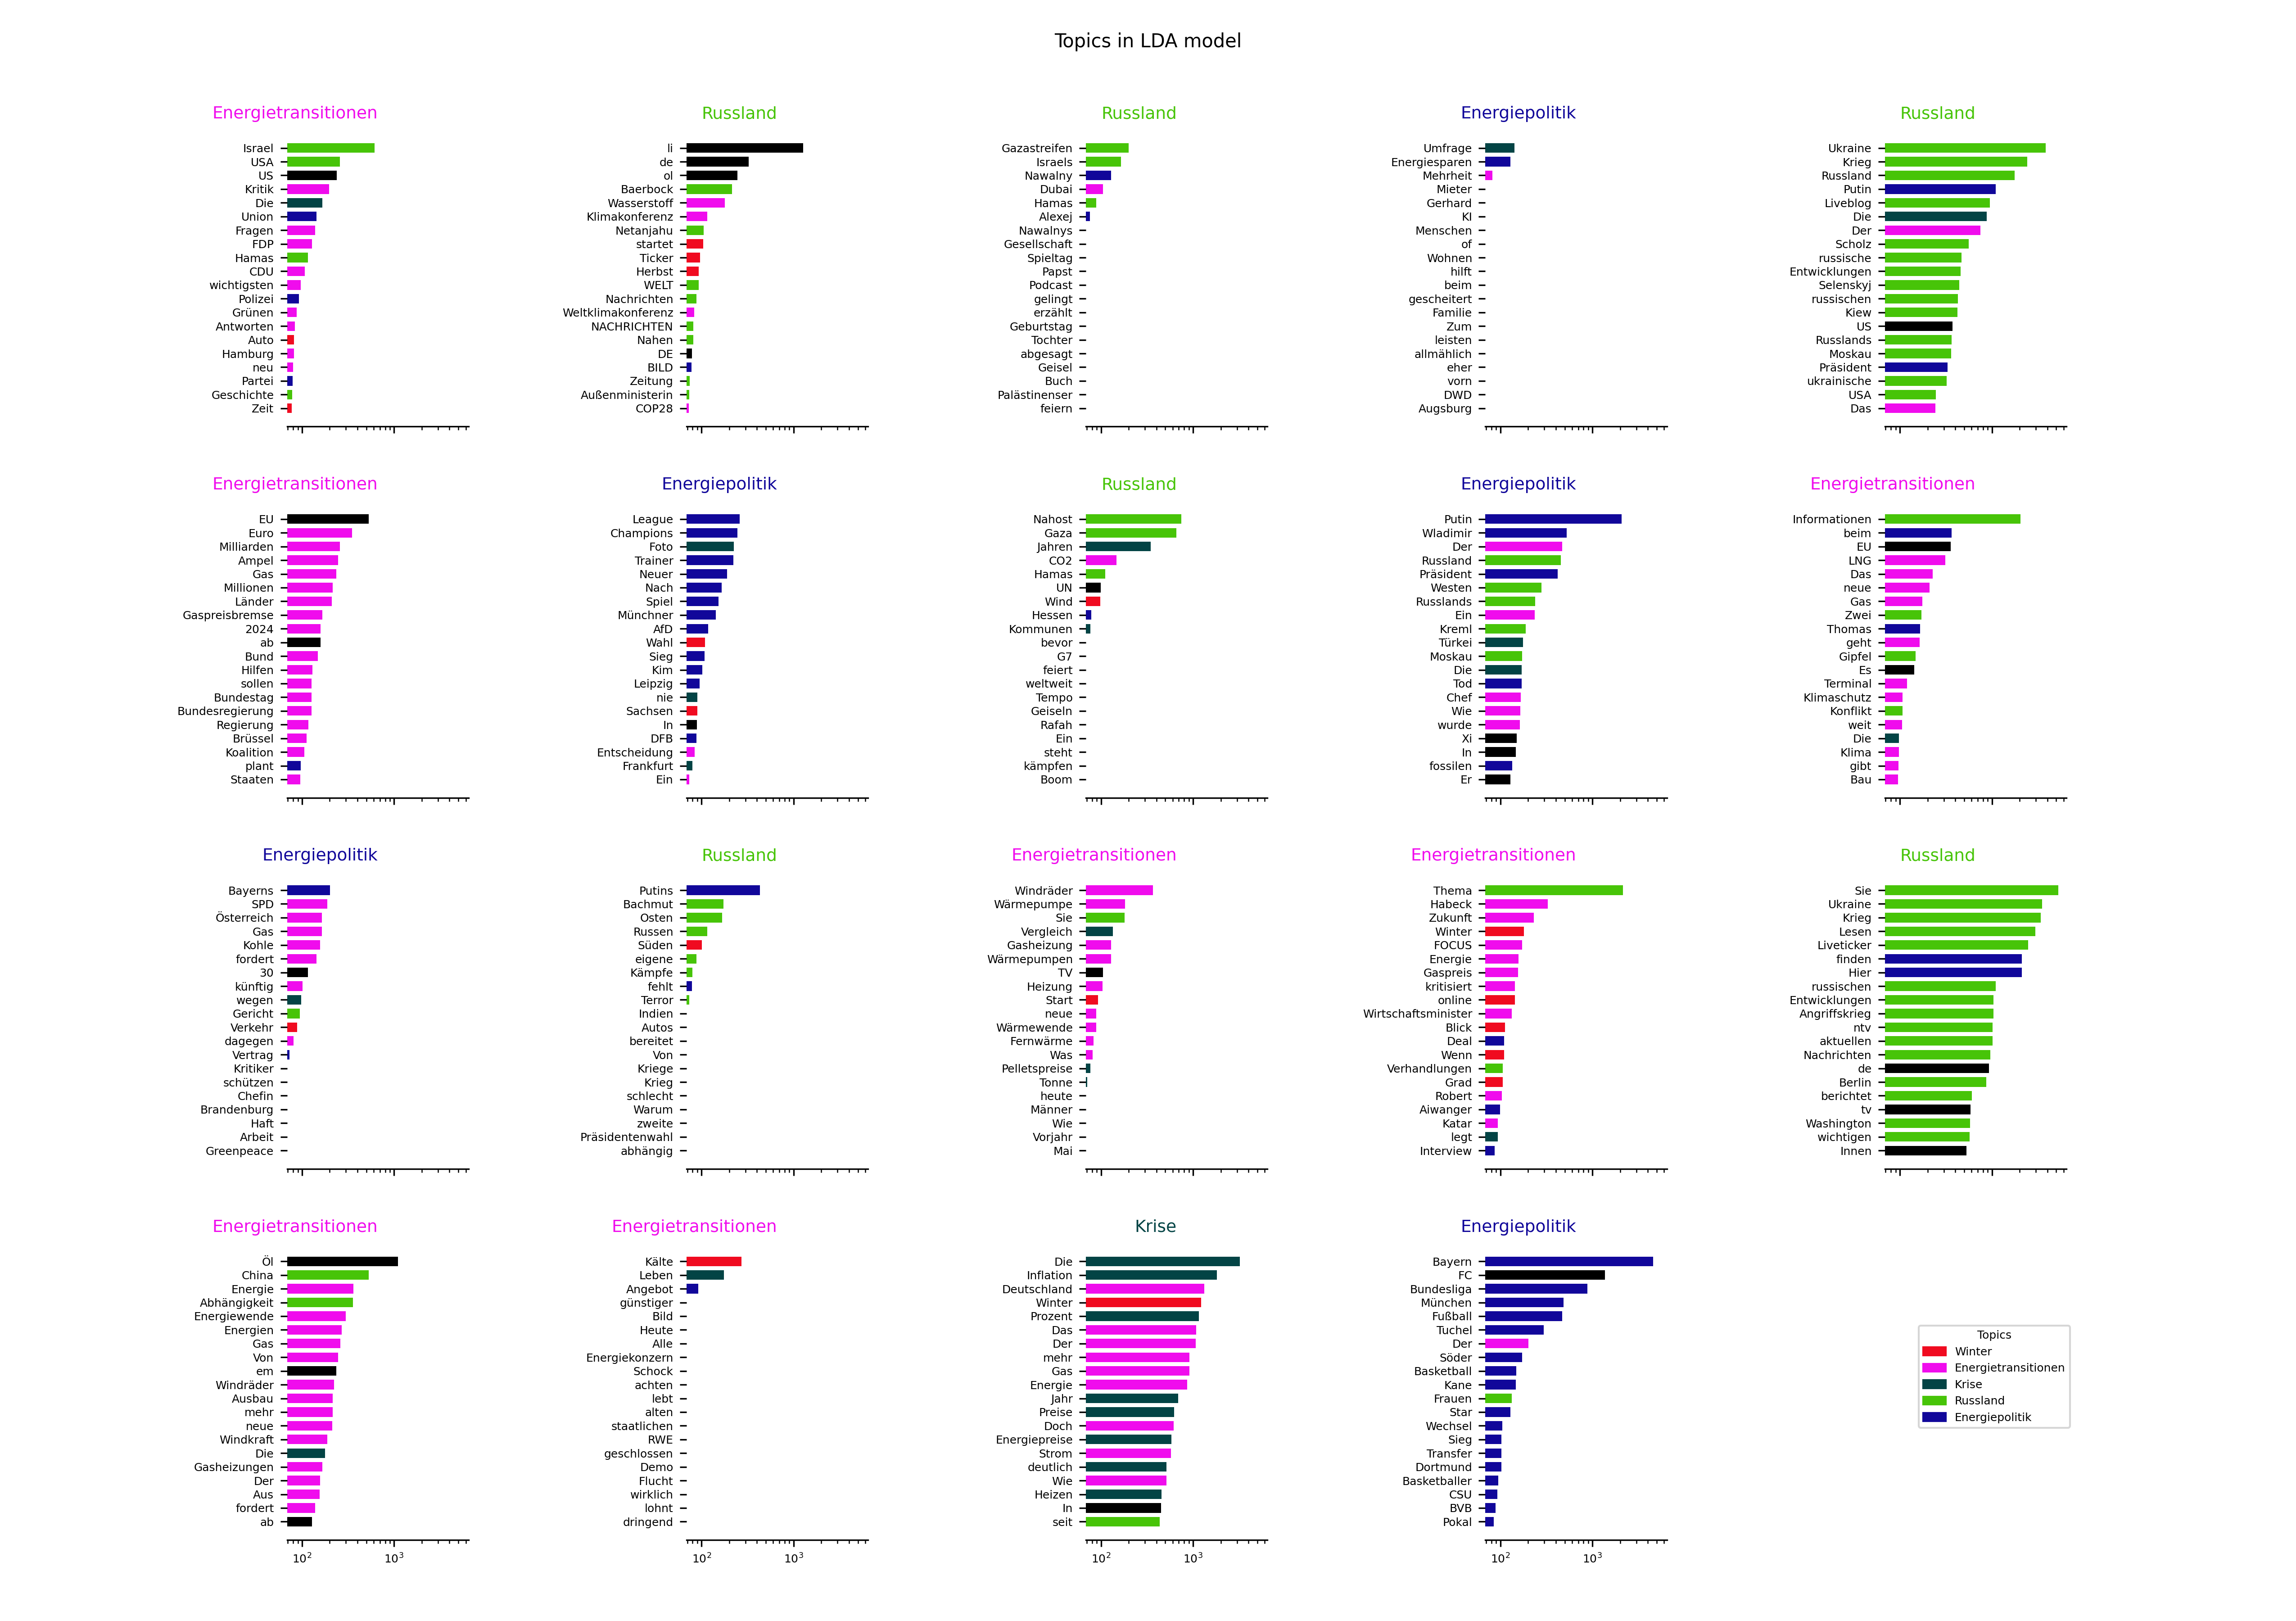 Topics in LDA model
Energietransitionen
Israel
USA
US
Kritik
Die
Union
Fragen
FDP
Hamas
CDU
wichtigsten
Polizei
Grünen
Antworten
Auto
Hamburg
neu
Partei
Geschichte
Zeit
Russland
li
de
ol
Baerbock
Wasserstoff
Klimakonferenz
Netanjahu
startet
Ticker
Herbst
WELT
Nachrichten
Weltklimakonferenz
NACHRICHTEN
Nahen
DE
BILD
Zeitung
Außenministerin
COP28
Russland
Gazastreifen
Israels
Nawalny
Dubai
Hamas
Alexej
Nawalnys
Gesellschaft
Spieltag
Papst
Podcast
gelingt
erzählt
Geburtstag
Tochter
abgesagt
Geisel
Buch
Palästinenser
feiern
Energiepolitik
Umfrage
Energiesparen
Mehrheit
Mieter
Gerhard
KI
Menschen
of
Wohnen
hilft
beim
gescheitert
Familie
Zum
leisten
allmählich
eher
vorn
DWD
Augsburg
Russland
Ukraine
Krieg
Russland
Putin
Liveblog
Die
Der
Scholz
russische
Entwicklungen
Selenskyj
russischen
Kiew
US
Russlands
Moskau
Präsident
ukrainische
USA
Das
Energietransitionen
EU
Euro
Milliarden
Ampel
Gas
Millionen
Länder
Gaspreisbremse
2024
ab
Bund
Hilfen
sollen
Bundestag
Bundesregierung
Regierung
Brüssel
Koalition
plant
Staaten
Energiepolitik
League
Champions
Foto
Trainer
Neuer
Nach
Spiel
Münchner
AfD
Wahl
Sieg
Kim
Leipzig
nie
Sachsen
In
DFB
Entscheidung
Frankfurt
Ein
Russland
Nahost
Gaza
Jahren
CO2
Hamas
UN
Wind
Hessen
Kommunen
bevor
G7
feiert
weltweit
Tempo
Geiseln
Rafah
Ein
steht
kämpfen
Boom
Energiepolitik
Putin
Wladimir
Der
Russland
Präsident
Westen
Russlands
Ein
Kreml
Türkei
Moskau
Die
Tod
Chef
Wie
wurde
Xi
In
fossilen
Er
Energietransitionen
Informationen
beim
EU
LNG
Das
neue
Gas
Zwei
Thomas
geht
Gipfel
Es
Terminal
Klimaschutz
Konflikt
weit
Die
Klima
gibt
Bau
Energiepolitik
Bayerns
SPD
Österreich
Gas
Kohle
fordert
30
künftig
wegen
Gericht
Verkehr
dagegen
Vertrag
Kritiker
schützen
Chefin
Brandenburg
Haft
Arbeit
Greenpeace
Russland
Putins
Bachmut
Osten
Russen
Süden
eigene
Kämpfe
fehlt
Terror
Indien
Autos
bereitet
Von
Kriege
Krieg
schlecht
Warum
zweite
Präsidentenwahl
abhängig
Energietransitionen
Windräder
Wärmepumpe
Sie
Vergleich
Gasheizung
Wärmepumpen
TV
Heizung
Start
neue
Wärmewende
Fernwärme
Was
Pelletspreise
Tonne
heute
Männer
Wie
Vorjahr
Mai
Energietransitionen
Thema
Habeck
Zukunft
Winter
FOCUS
Energie
Gaspreis
kritisiert
online
Wirtschaftsminister
Blick
Deal
Wenn
Verhandlungen
Grad
Robert
Aiwanger
Katar
legt
Interview
Russland
Sie
Ukraine
Krieg
Lesen
Liveticker
finden
Hier
russischen
Entwicklungen
Angriffskrieg
ntv
aktuellen
Nachrichten
de
Berlin
berichtet
tv
Washington
wichtigen
Innen
Energietransitionen
Öl
China
Energie
Abhängigkeit
Energiewende
Energien
Gas
Von
em
Windräder
Ausbau
mehr
neue
Windkraft
Die
Gasheizungen
Der
Aus
fordert
ab
10² 10³
Energietransitionen
Kälte
Leben
Angebot
günstiger
Bild
Heute
Alle
Energiekonzern
Schock
achten
lebt
alten
staatlichen
RWE
geschlossen
Demo
Flucht
wirklich
lohnt
dringend
10² 10³
Krise
Die
Inflation
Deutschland
Winter
Prozent
Das
Der
mehr
Gas
Energie
Jahr
Preise
Doch
Energiepreise
Strom
deutlich
Wie
Heizen
In
seit
10² 10³
Energiepolitik
Bayern
FC
Bundesliga
München
Fußball
Tuchel
Der
Söder
Basketball
Kane
Frauen
Star
Wechsel
Sieg
Transfer
Dortmund
Basketballer
CSU
BVB
Pokal
10² 10³
Topics
Winter
Energietransitionen
Krise
Russland
Energiepolitik